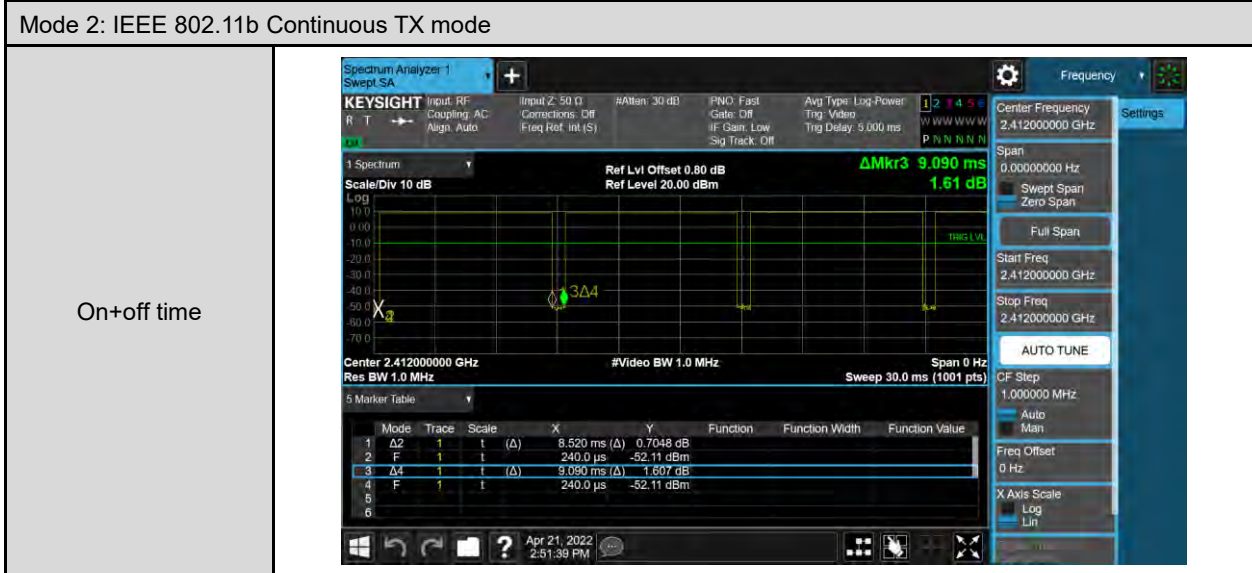 Mode 2: IEEE 802.11b Continuous TX mode
On+off time
Spectrum Analyzer 1
Swept SA
+
Frequency
KEYSIGHT
R T
Input: RF
Coupling: AC
Align: Auto
Input Z: 50 Ω
Corrections: Off
Freq Ref: Int (S)
#Atten: 30 dB
PNO: Fast
Gate: Off
IF Gain: Low
Sig Track: Off
Avg Type: Log-Power
Trig: Video
Trig Delay: 5.000 ms
1 2 3 4 5 6
W W W W W W
P N N N N N
Center Frequency
2.412000000 GHz
Settings
Span
0.00000000 Hz
Swept Span
Zero Span
Full Span
Start Freq
2.412000000 GHz
Stop Freq
2.412000000 GHz
AUTO TUNE
CF Step
1.000000 MHz
Auto
Man
Freq Offset
0 Hz
X Axis Scale
Log
Lin
1 Spectrum
Scale/Div 10 dB
Ref Lvl Offset 0.80 dB
Ref Level 20.00 dBm
ΔMkr3 9.090 ms
1.61 dB
Log
10.0
0.00
-10.0
-20.0
-30.0
-40.0
-50.0
-60.0
-70.0
TRIG LVL
3Δ4
Center 2.412000000 GHz #Video BW 1.0 MHz Span 0 Hz
Res BW 1.0 MHz Sweep 30.0 ms (1001 pts)
5 Marker Table
Mode Trace Scale X Y Function Function Width Function Value
1 Δ2 1 t (Δ) 8.520 ms (Δ) 0.7048 dB
2 F 1 t 240.0 µs -52.11 dBm
3 Δ4 1 t (Δ) 9.090 ms (Δ) 1.607 dB
4 F 1 t 240.0 µs -52.11 dBm
5
6
?
Apr 21, 2022
2:51:39 PM